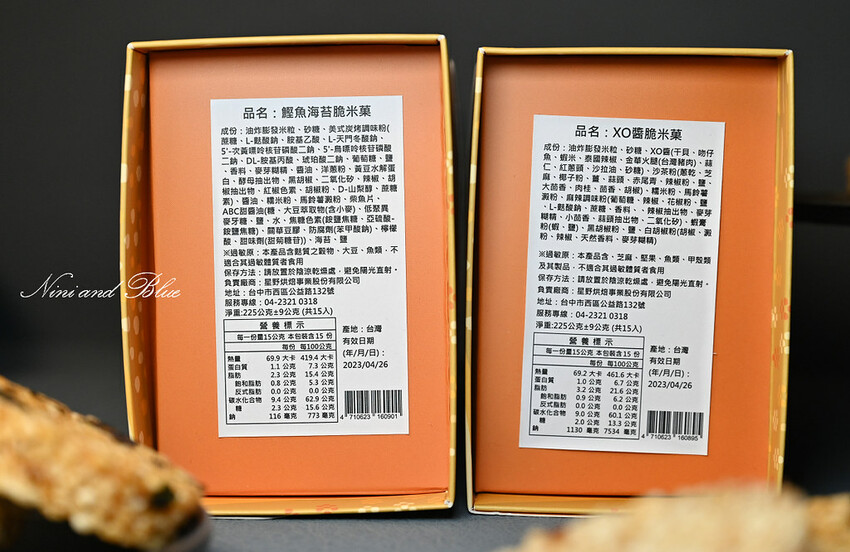 品名：鰹魚海苔脆米菓
成份：油炸膨發米粒、砂糖、美式炭烤調味粉(
蔗糖、L-麩酸鈉、胺基乙酸、L-天門冬酸鈉、
5'-次黃嘌呤核苷磷酸二鈉、5'-鳥嘌呤核苷磷酸
二鈉、DL-胺基丙酸、琥珀酸二鈉、葡萄糖、鹽
、香料、麥芽糊精、醬油、洋蔥粉、黃豆水解蛋
白、酵母抽出物、黑胡椒、二氧化矽、辣椒、胡
椒抽出物、紅椒色素、胡椒粉、D-山梨醇、蔗糖
素)、醬油、糯米粉、馬鈴薯澱粉、柴魚片、
ABC甜醬油(糖、大豆萃取物(含小麥)、低聚異
麥芽糖、鹽、水、焦糖色素(銨鹽焦糖、亞硫酸-
銨鹽焦糖)、關華豆膠、防腐劑(苯甲酸鈉)、檸檬
酸、甜味劑(甜菊糖苷))、海苔、鹽
※過敏原：本產品含麩質之穀物、大豆、魚類，不
適合其過敏體質者食用
保存方法：請放置於陰涼乾燥處，避免陽光直射。
負責廠商：星野烘焙事業股份有限公司
地址：台中市西區公益路132號
服務專線：04-2321 0318
淨重:225公克±9公克 (共15入)
營養標示
每一份量15公克 本包裝含15 份
每份 每100公克
熱量 69.9 大卡 419.4 大卡
蛋白質 1.1 公克 7.3 公克
脂肪 2.3 公克 15.4 公克
飽和脂肪 0.8 公克 5.3 公克
反式脂肪 0.0 公克 0.0 公克
碳水化合物 9.4 公克 62.9 公克
糖 2.3 公克 15.6 公克
鈉 116 毫克 773 毫克
產地：台灣
有效日期
(年/月/日)：
2023/04/26
4 710623 160901
品名：XO醬脆米菓
成份：油炸膨發米粒、砂糖、XO醬(干貝、吻仔
魚、蝦米、泰國辣椒、金華火腿(台灣豬肉)、蒜
仁、紅蔥頭、沙拉油、砂糖)、沙茶粉(蔥乾、芝
麻、椰子粉、薑、蒜頭、赤尾青、辣椒粉、鹽、
大茴香、肉桂、茴香、胡椒)、糯米粉、馬鈴薯
澱粉、麻辣調味粉(葡萄糖、辣椒、花椒粉、鹽
、L-麩酸鈉、蔗糖、香料、、辣椒抽出物、麥芽
糊精、小茴香、蒜頭抽出物、二氧化矽)、蝦膏
粉(蝦、鹽)、黑胡椒粉、鹽、白胡椒粉(胡椒、澱
粉、辣椒、天然香料、麥芽糊精)
※過敏原：本產品含，芝麻、堅果、魚類、甲殼類
及其製品，不適合其過敏體質者食用
保存方法：請放置於陰涼乾燥處，避免陽光直射。
負責廠商：星野烘焙事業股份有限公司
地址：台中市西區公益路132號
服務專線：04-2321 0318
淨重:225公克±9公克 (共15入)
營養標示
每一份量15公克 本包裝含15 份
每份 每100公克
熱量 69.2 大卡 461.6 大卡
蛋白質 1.0 公克 6.7 公克
脂肪 3.2 公克 21.6 公克
飽和脂肪 0.9 公克 6.2 公克
反式脂肪 0.0 公克 0.0 公克
碳水化合物 9.0 公克 60.1 公克
糖 2.0 公克 13.3 公克
鈉 1130 毫克 7534 毫克
產地：台灣
有效日期
(年/月/日)：
2023/04/26
4 710623 160895
Nini and Blue